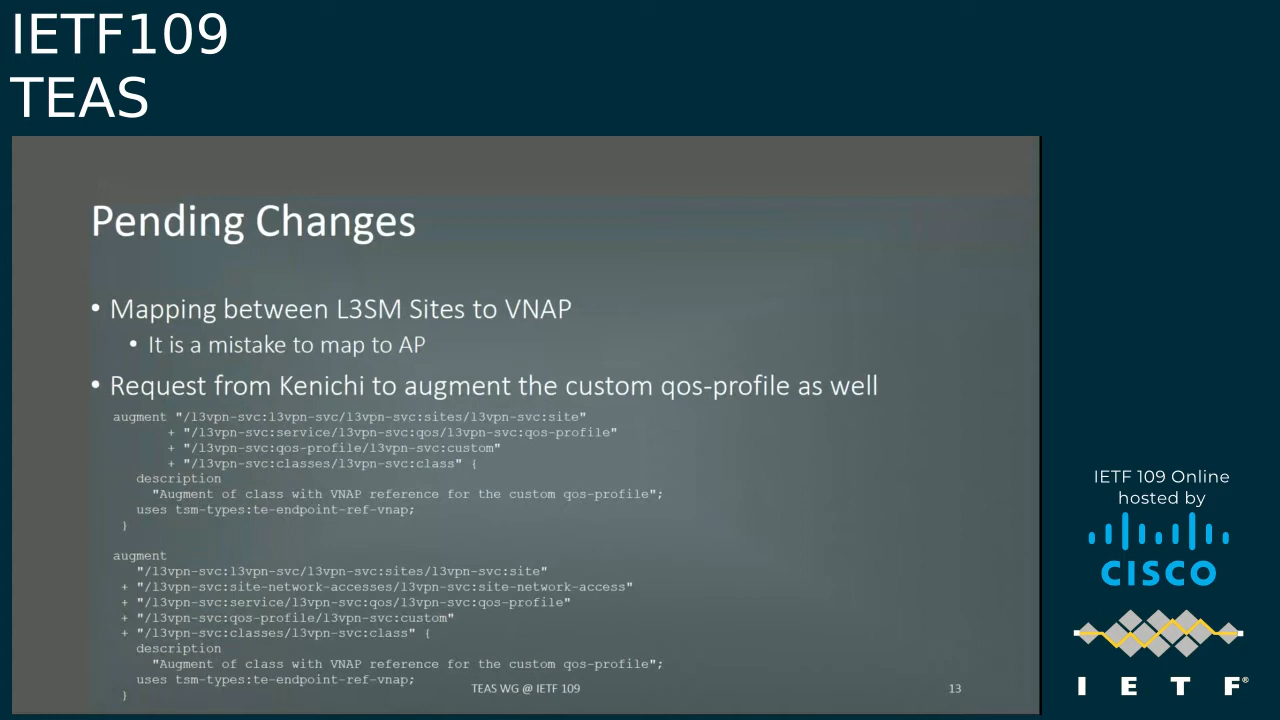 IETF109
TEAS
Pending Changes
• Mapping between L3SM Sites to VNAP
• It is a mistake to map to AP
• Request from Kenichi to augment the custom qos-profile as well
augment "/l3vpn-svc:l3vpn-svc/l3vpn-svc:sites/l3vpn-svc:site"
+ "/l3vpn-svc:service/l3vpn-svc:qos/l3vpn-svc:qos-profile"
+ "/l3vpn-svc:qos-profile/l3vpn-svc:custom"
+ "/l3vpn-svc:classes/l3vpn-svc:class" {
description
"Augment of class with VNAP reference for the custom qos-profile";
uses tsm-types:te-endpoint-ref-vnap;
}
augment
"/l3vpn-svc:l3vpn-svc/l3vpn-svc:sites/l3vpn-svc:site"
+ "/l3vpn-svc:site-network-accesses/l3vpn-svc:site-network-access"
+ "/l3vpn-svc:service/l3vpn-svc:qos/l3vpn-svc:qos-profile"
+ "/l3vpn-svc:qos-profile/l3vpn-svc:custom"
+ "/l3vpn-svc:classes/l3vpn-svc:class" {
description
"Augment of class with VNAP reference for the custom qos-profile";
uses tsm-types:te-endpoint-ref-vnap;
}
TEAS WG @ IETF 109
13
IETF 109 Online
hosted by
CISCO
I E T F®